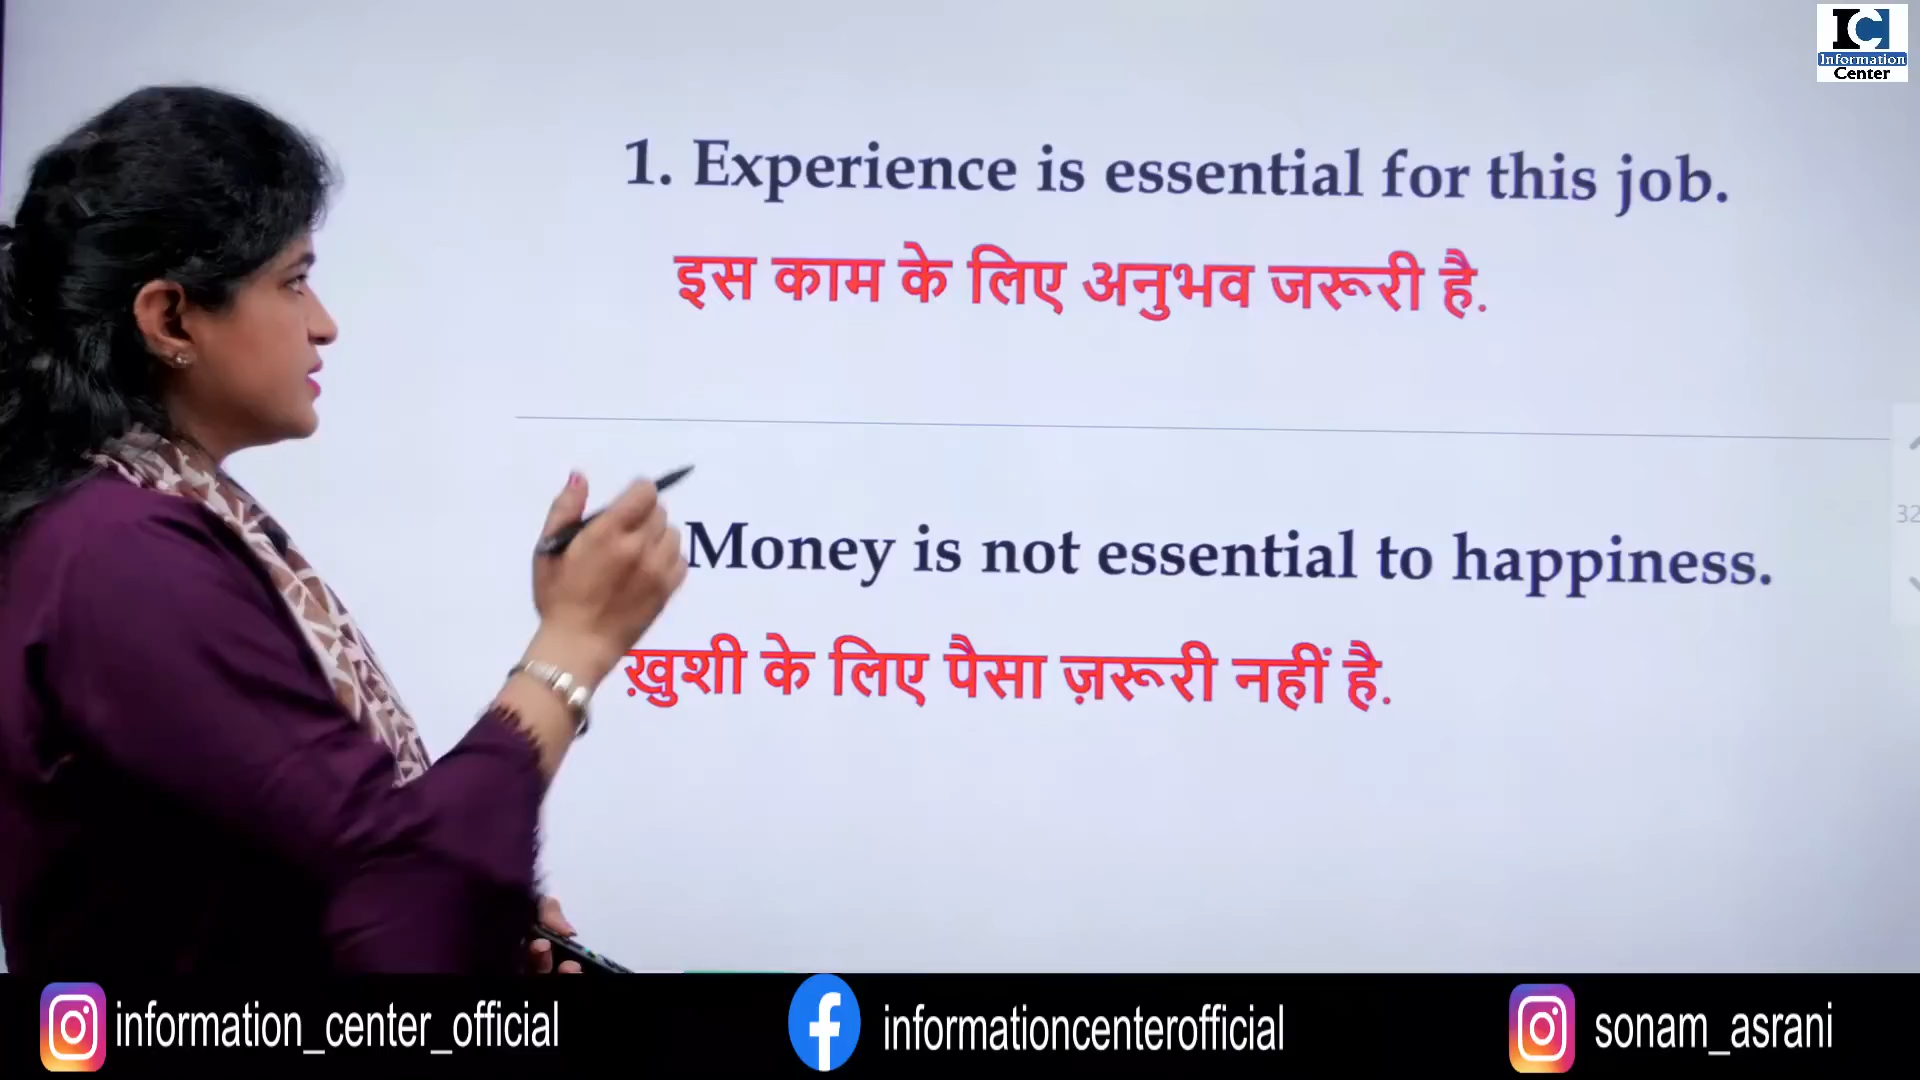 IC
Information
Center
1. Experience is essential for this job.
इस काम के लिए अनुभव जरूरी है.
32
Money is not essential to happiness.
ख़ुशी के लिए पैसा ज़रूरी नहीं है.
information_center_official
informationcenterofficial
sonam_asrani